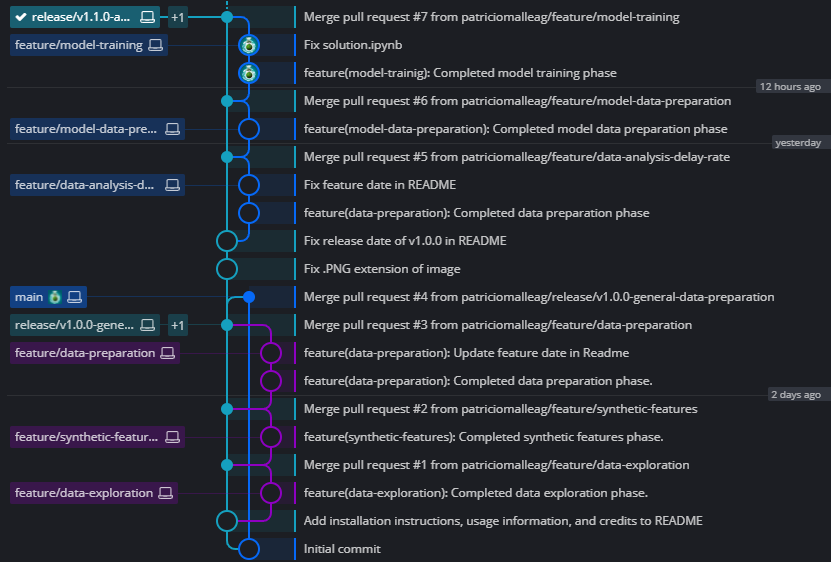 release/v1.1.0-a... +1 Merge pull request #7 from patriciomalleag/feature/model-training
feature/model-training Fix solution.ipynb
feature(model-trainig): Completed model training phase
12 hours ago
Merge pull request #6 from patriciomalleag/feature/model-data-preparation
feature/model-data-pre... feature(model-data-preparation): Completed model data preparation phase
yesterday
Merge pull request #5 from patriciomalleag/feature/data-analysis-delay-rate
feature/data-analysis-d... Fix feature date in README
feature(data-preparation): Completed data preparation phase
Fix release date of v1.0.0 in README
Fix .PNG extension of image
main Merge pull request #4 from patriciomalleag/release/v1.0.0-general-data-preparation
release/v1.0.0-gene... +1 Merge pull request #3 from patriciomalleag/feature/data-preparation
feature/data-preparation feature(data-preparation): Update feature date in Readme
feature(data-preparation): Completed data preparation phase.
2 days ago
Merge pull request #2 from patriciomalleag/feature/synthetic-features
feature/synthetic-featur... feature(synthetic-features): Completed synthetic features phase.
Merge pull request #1 from patriciomalleag/feature/data-exploration
feature/data-exploration feature(data-exploration): Completed data exploration phase.
Add installation instructions, usage information, and credits to README
Initial commit